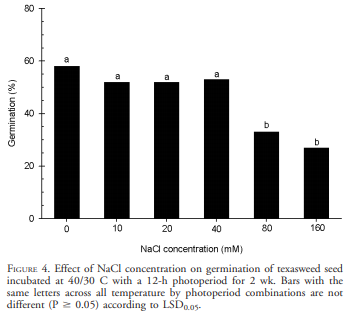 80
60
40
20
0
Germination (%)
a
a
a
a
b
b
0 10 20 40 80 160
NaCl concentration (mM)
FIGURE 4. Effect of NaCl concentration on germination of texasweed seed
incubated at 40/30 C with a 12-h photoperiod for 2 wk. Bars with the
same letters across all temperature by photoperiod combinations are not
different (P ≥ 0.05) according to LSD0.05.